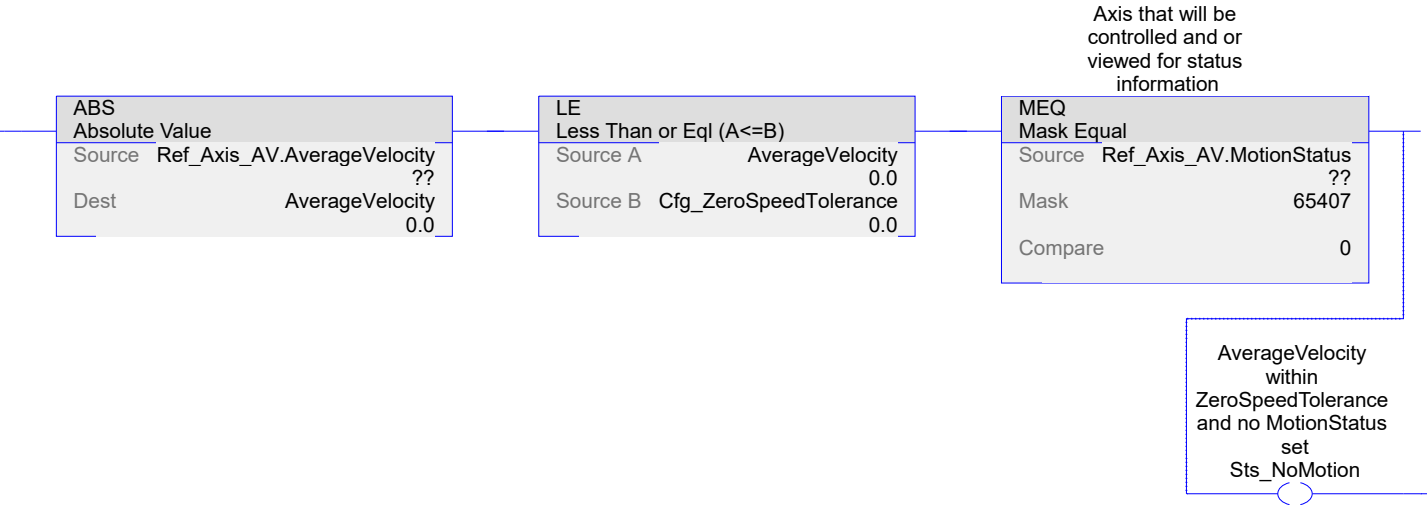 Axis that will be
controlled and or
viewed for status
information
ABS
Absolute Value
Source Ref_Axis_AV.AverageVelocity
??
Dest AverageVelocity
0.0
LE
Less Than or Eql (A<=B)
Source A AverageVelocity
0.0
Source B Cfg_ZeroSpeedTolerance
0.0
MEQ
Mask Equal
Source Ref_Axis_AV.MotionStatus
??
Mask 65407
Compare 0
AverageVelocity
within
ZeroSpeedTolerance
and no MotionStatus
set
Sts_NoMotion